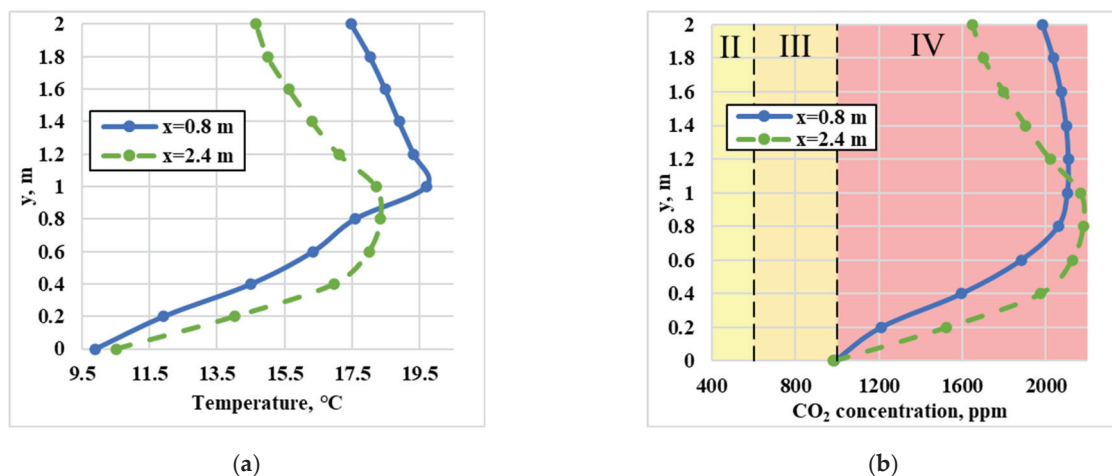 2
1.8
1.6
1.4
1.2
1
0.8
0.6
0.4
0.2
0
y, m
x=0.8 m
x=2.4 m
9.5 11.5 13.5 15.5 17.5 19.5
Temperature, °C
(a)
2
1.8
1.6
1.4
1.2
1
0.8
0.6
0.4
0.2
0
y, m
II III IV
x=0.8 m
x=2.4 m
400 800 1200 1600 2000
CO₂ concentration, ppm
(b)